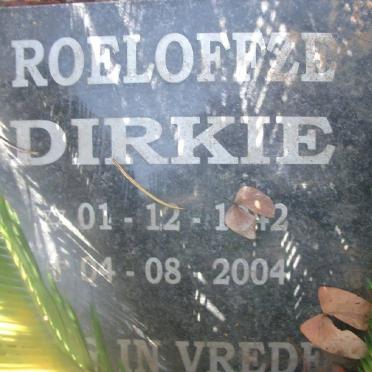 ROELOFFZE
DIRKIE
01 - 12 -
04 - 08 - 2004
IN VREDE